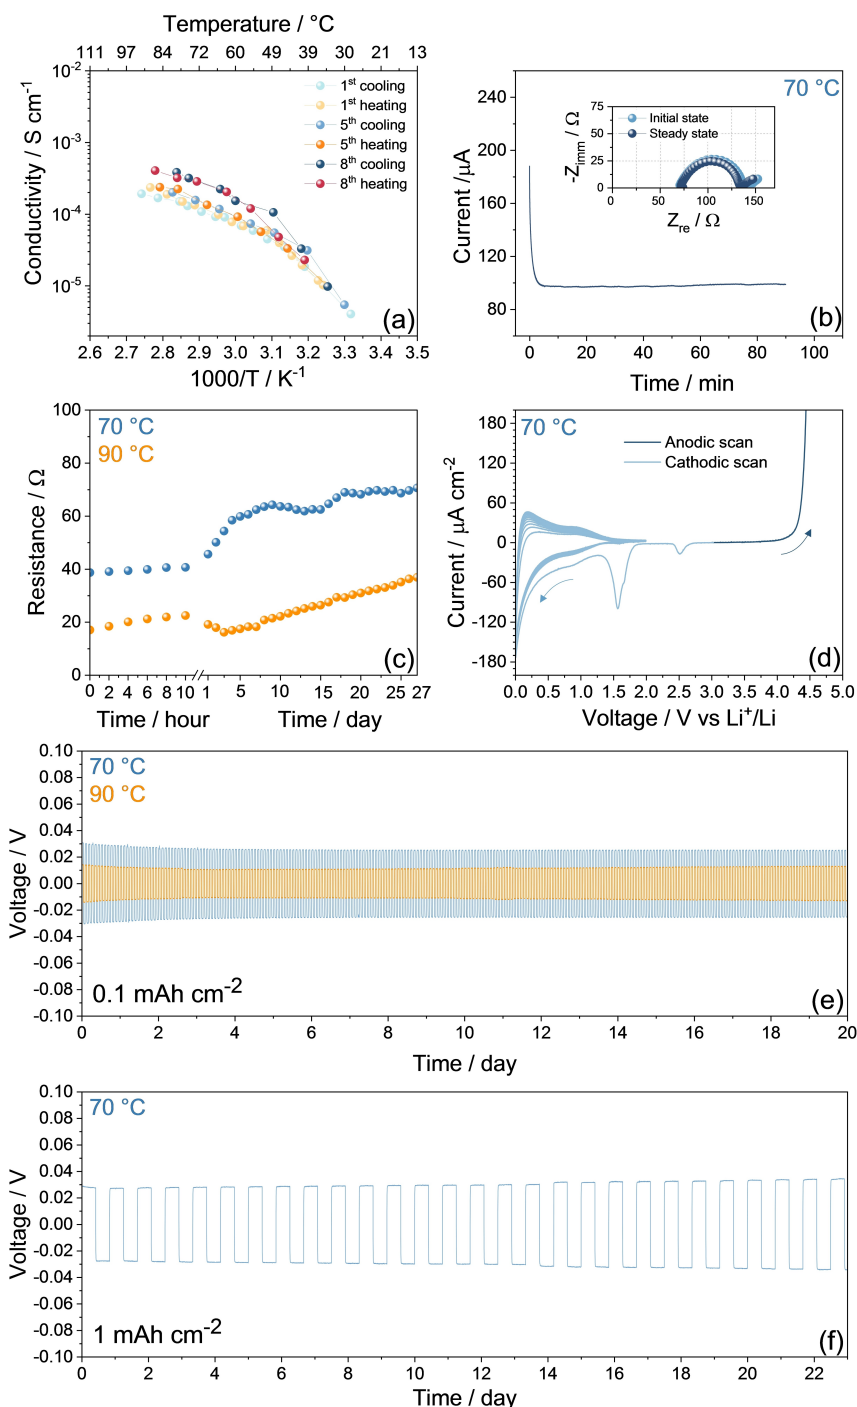 Temperature / °C
111 97 84 72 60 49 39 30 21 13
10-2
10-3
10-4
10-5
Conductivity / S cm-1
1st cooling
1st heating
5th cooling
5th heating
8th cooling
8th heating
(a)
2.6 2.7 2.8 2.9 3.0 3.1 3.2 3.3 3.4 3.5
1000/T / K-1
70 °C
240
200
160
120
80
Current /µA
75
50
25
0
-Zimm / Ω
Initial state
Steady state
0 50 100 150
Zre / Ω
(b)
0 20 40 60 80 100
Time / min
70 °C
90 °C
100
80
60
40
20
0
Resistance / Ω
(c)
0 2 4 6 8 10 1 5 10 15 20 25 27
Time / hour Time / day
70 °C
180
120
60
0
-60
-120
-180
Current / µA cm-2
Anodic scan
Cathodic scan
(d)
0.0 0.5 1.0 1.5 2.0 2.5 3.0 3.5 4.0 4.5 5.0
Voltage / V vs Li+/Li
70 °C
90 °C
0.10
0.08
0.06
0.04
0.02
0.00
-0.02
-0.04
-0.06
-0.08
-0.10
Voltage / V
0.1 mAh cm-2
(e)
0 2 4 6 8 10 12 14 16 18 20
Time / day
70 °C
0.10
0.08
0.06
0.04
0.02
0.00
-0.02
-0.04
-0.06
-0.08
-0.10
Voltage / V
1 mAh cm-2
(f)
0 2 4 6 8 10 12 14 16 18 20 22
Time / day